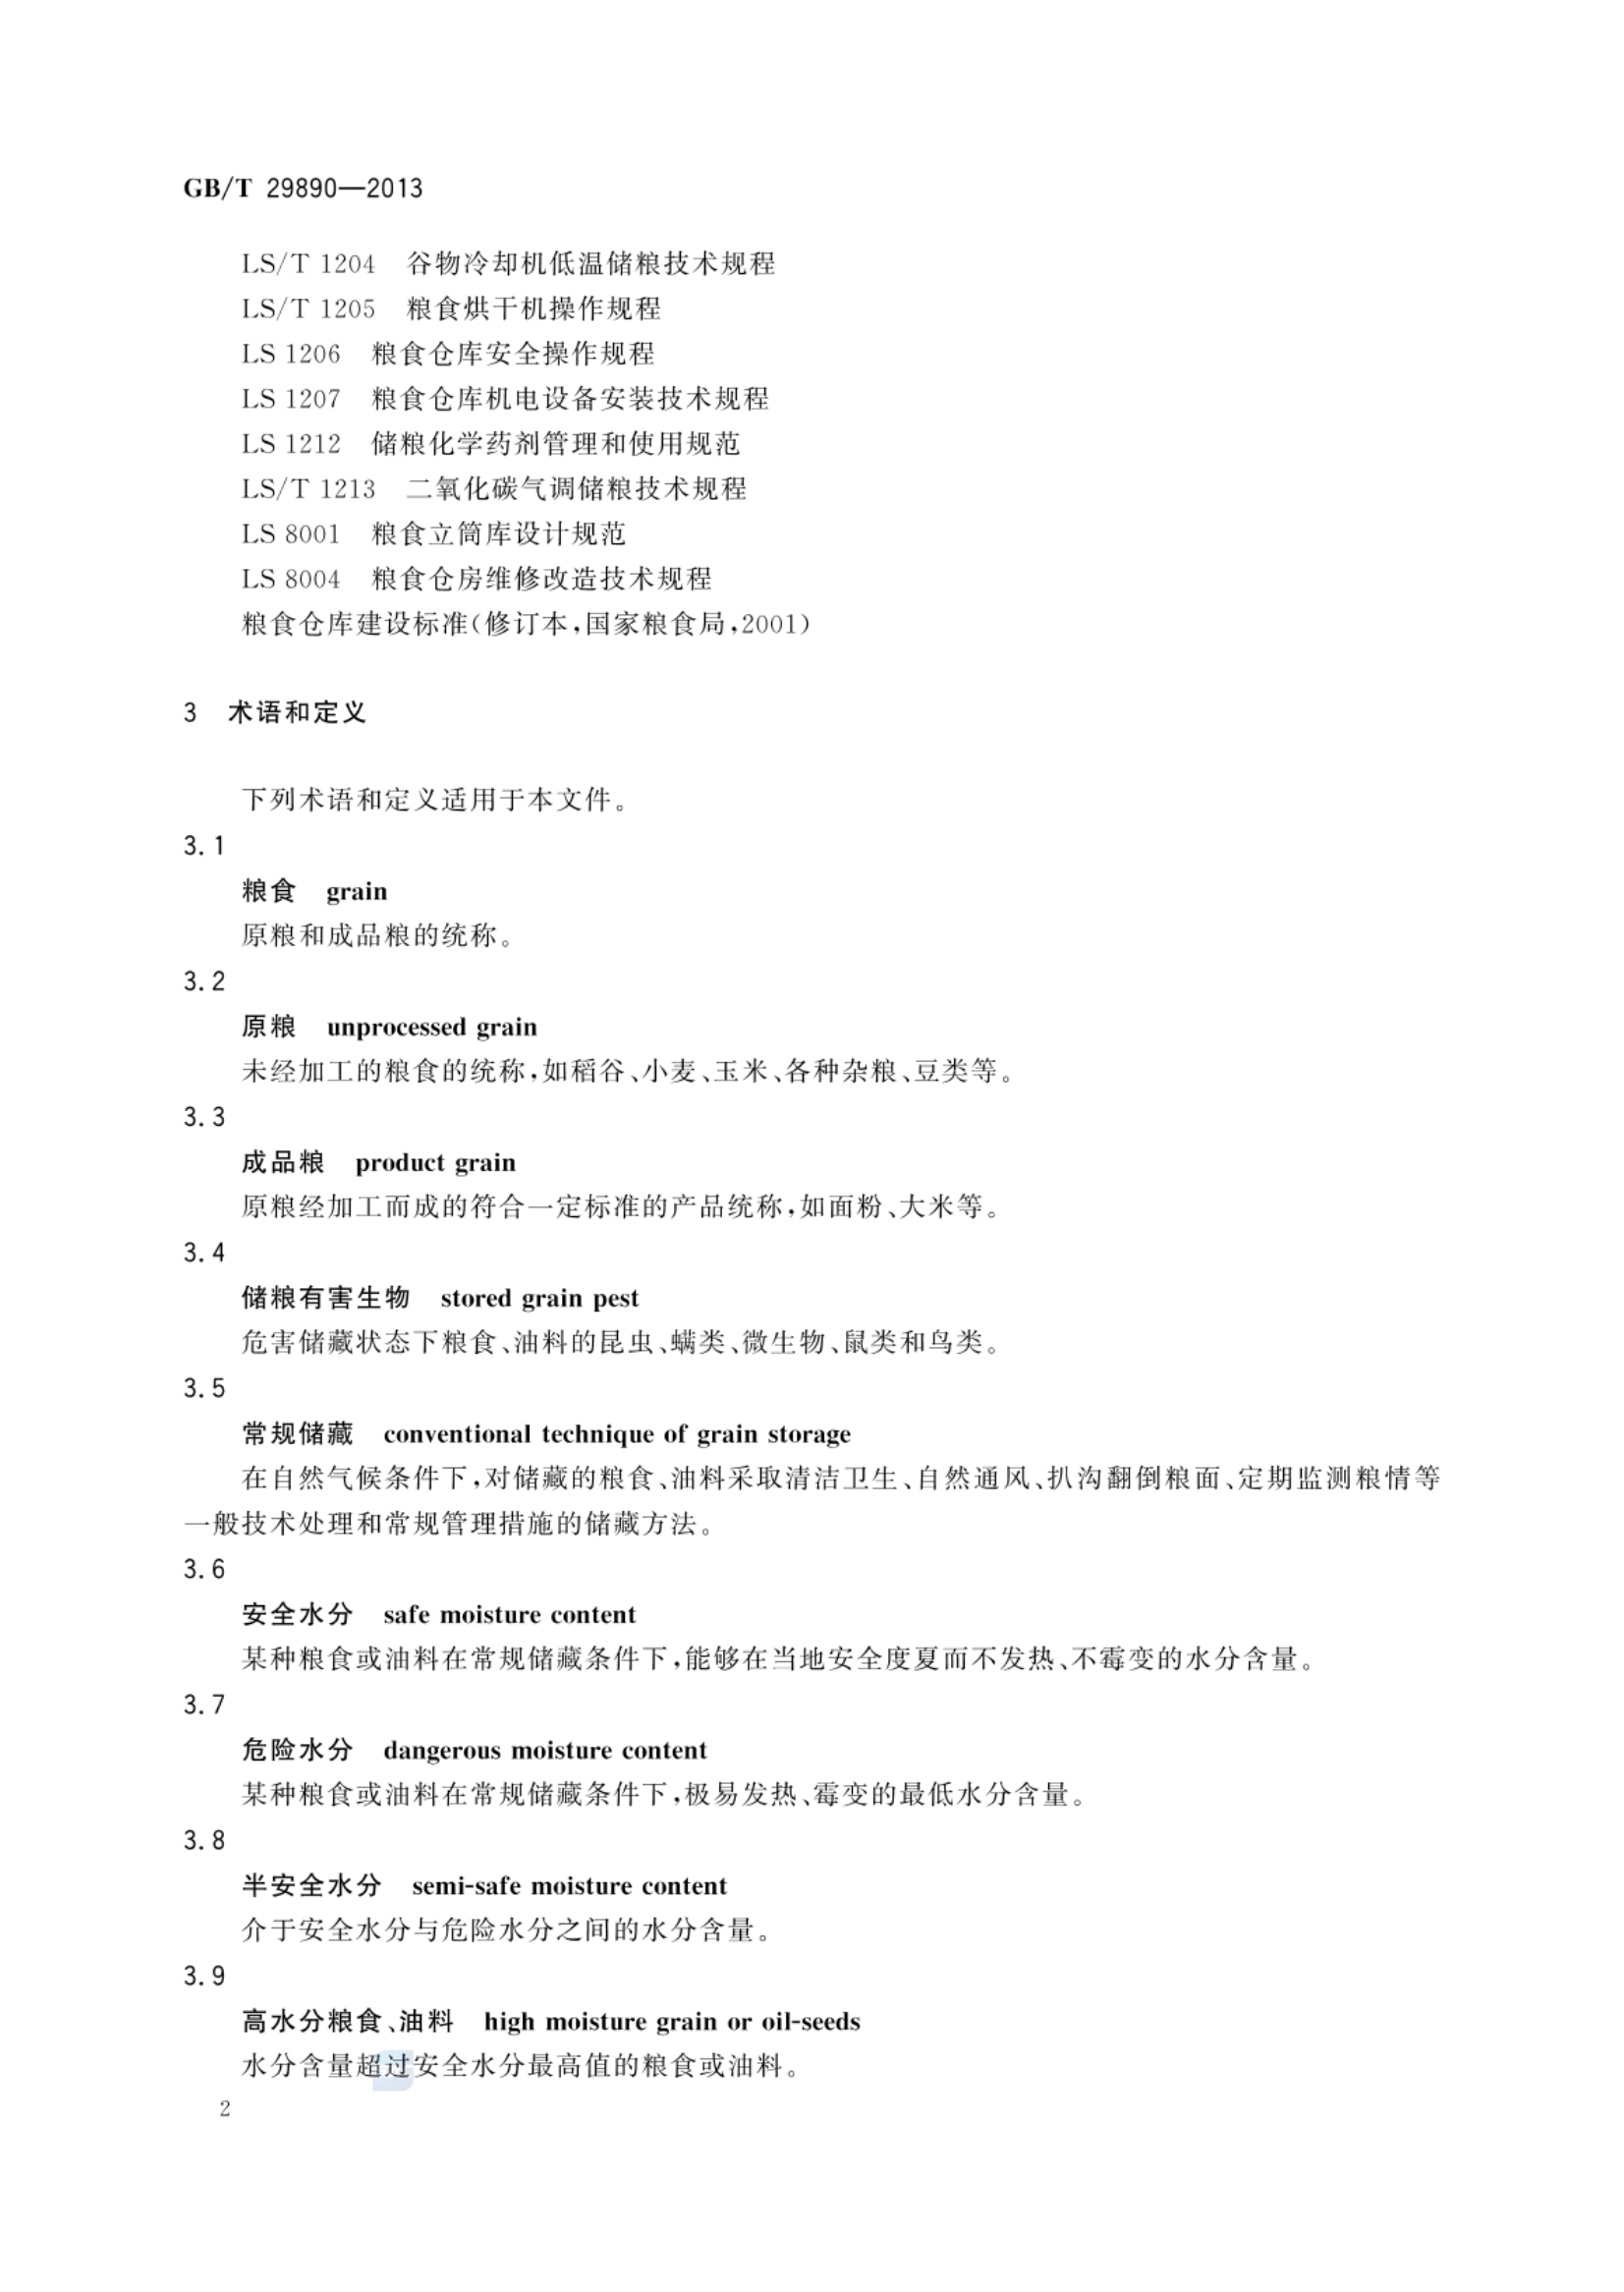 GB/T 29890—2013
LS/T 1204 谷物冷却机低温储粮技术规程
LS/T 1205 粮食烘干机操作规程
LS 1206 粮食仓库安全操作规程
LS 1207 粮食仓库机电设备安装技术规程
LS 1212 储粮化学药剂管理和使用规范
LS/T 1213 二氧化碳气调储粮技术规程
LS 8001 粮食立筒库设计规范
LS 8004 粮食仓房维修改造技术规程
粮食仓库建设标准(修订本,国家粮食局,2001)
3 术语和定义
下列术语和定义适用于本文件。
3.1
粮食 grain
原粮和成品粮的统称。
3.2
原粮 unprocessed grain
未经加工的粮食的统称,如稻谷、小麦、玉米、各种杂粮、豆类等。
3.3
成品粮 product grain
原粮经加工而成的符合一定标准的产品统称,如面粉、大米等。
3.4
储粮有害生物 stored grain pest
危害储藏状态下粮食、油料的昆虫、螨类、微生物、鼠类和鸟类。
3.5
常规储藏 conventional technique of grain storage
在自然气候条件下,对储藏的粮食、油料采取清洁卫生、自然通风、扒沟翻倒粮面、定期监测粮情等
一般技术处理和常规管理措施的储藏方法。
3.6
安全水分 safe moisture content
某种粮食或油料在常规储藏条件下,能够在当地安全度夏而不发热、不霉变的水分含量。
3.7
危险水分 dangerous moisture content
某种粮食或油料在常规储藏条件下,极易发热、霉变的最低水分含量。
3.8
半安全水分 semi-safe moisture content
介于安全水分与危险水分之间的水分含量。
3.9
高水分粮食、油料 high moisture grain or oil-seeds
水分含量超过安全水分最高值的粮食或油料。
2